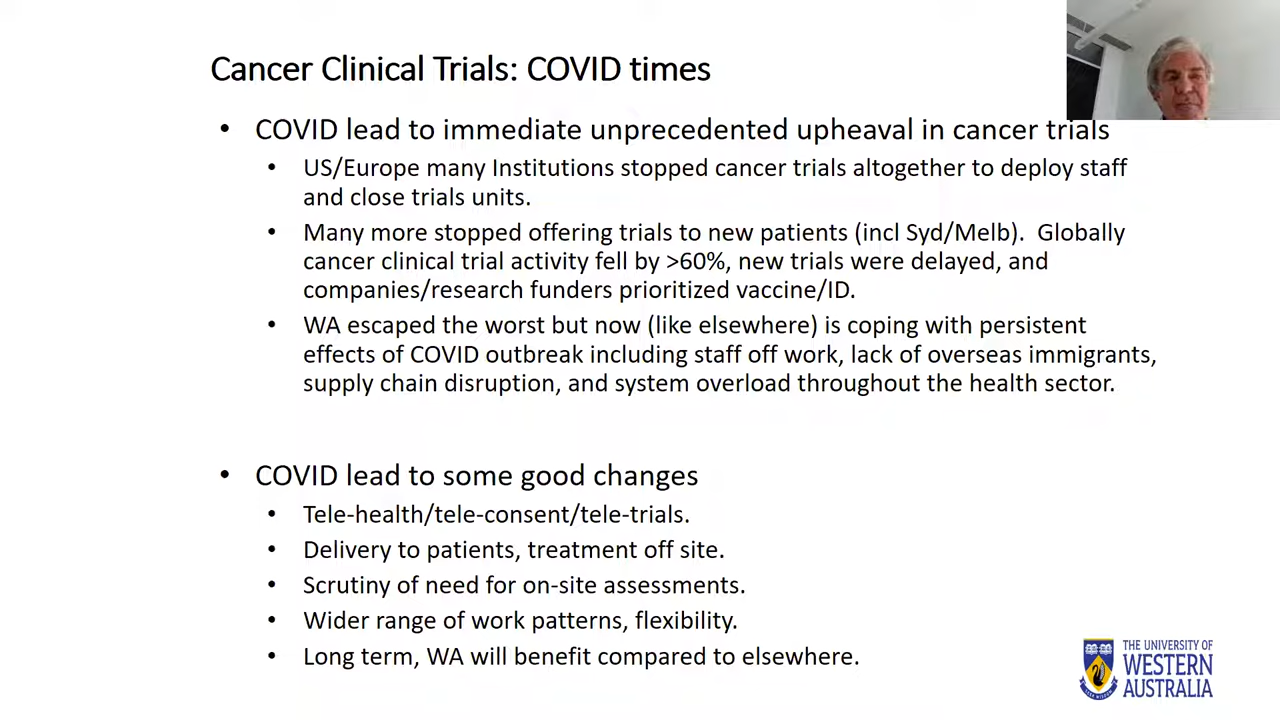 Cancer Clinical Trials: COVID times
• COVID lead to immediate unprecedented upheaval in cancer trials
• US/Europe many Institutions stopped cancer trials altogether to deploy staff
and close trials units.
• Many more stopped offering trials to new patients (incl Syd/Melb).  Globally
cancer clinical trial activity fell by >60%, new trials were delayed, and
companies/research funders prioritized vaccine/ID.
• WA escaped the worst but now (like elsewhere) is coping with persistent
effects of COVID outbreak including staff off work, lack of overseas immigrants,
supply chain disruption, and system overload throughout the health sector.
• COVID lead to some good changes
• Tele-health/tele-consent/tele-trials.
• Delivery to patients, treatment off site.
• Scrutiny of need for on-site assessments.
• Wider range of work patterns, flexibility.
• Long term, WA will benefit compared to elsewhere.
THE UNIVERSITY OF
WESTERN
AUSTRALIA